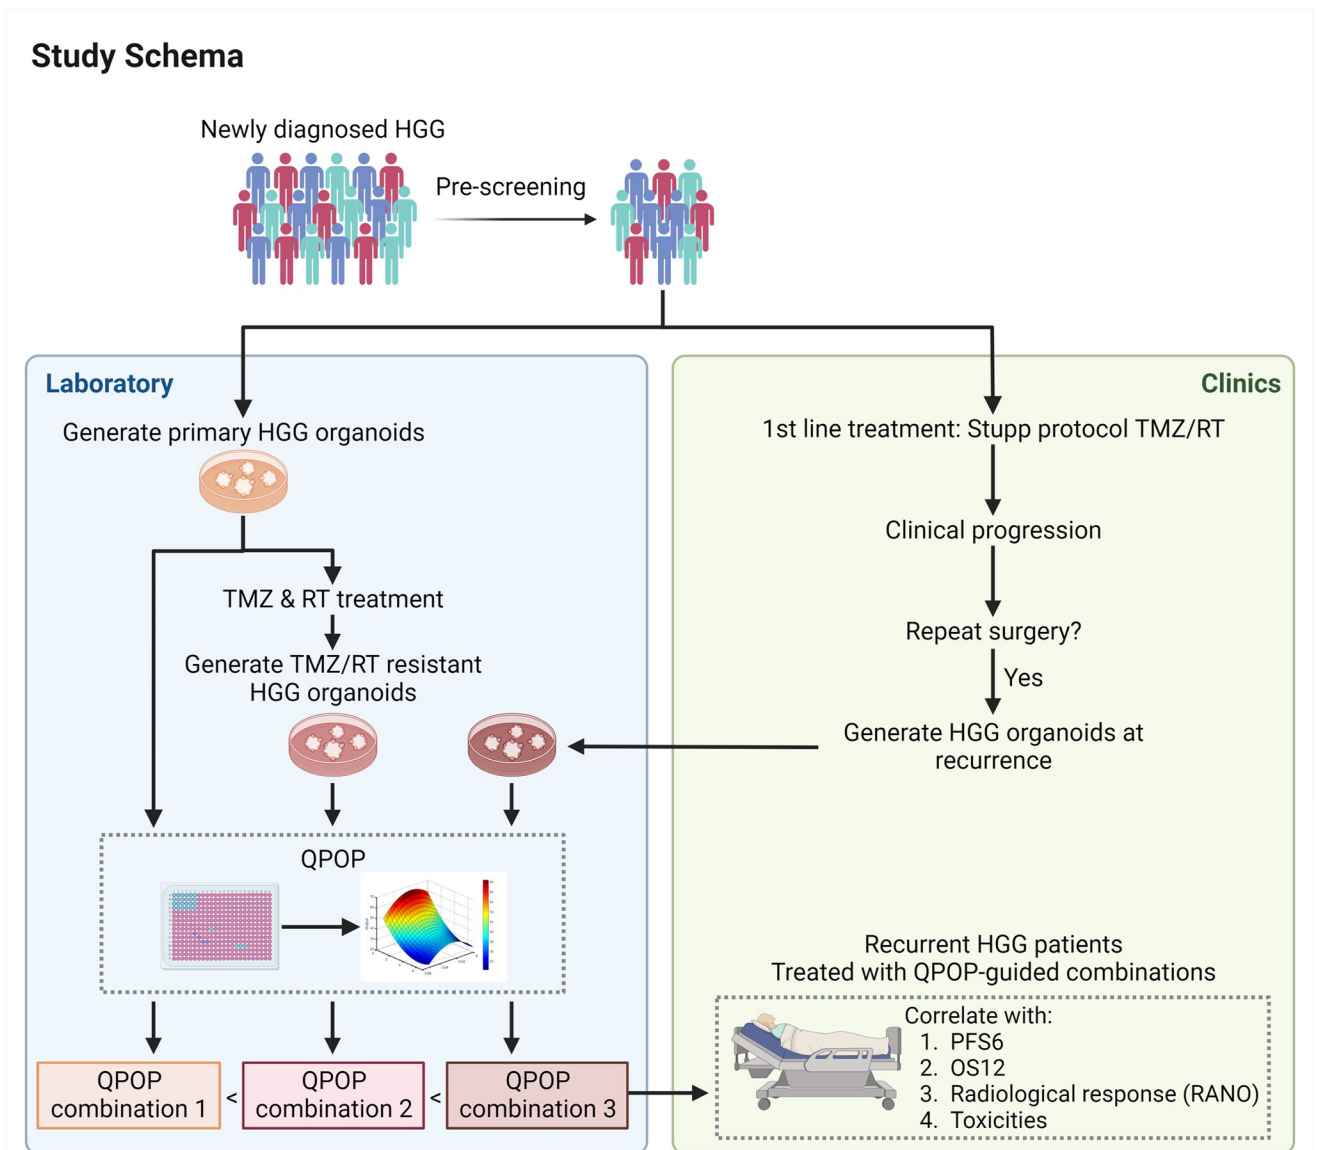 Study Schema
Newly diagnosed HGG
Pre-screening
Laboratory
Generate primary HGG organoids
TMZ & RT treatment
Generate TMZ/RT resistant
HGG organoids
QPOP
QPOP
combination 1
<
QPOP
combination 2
<
QPOP
combination 3
Clinics
1st line treatment: Stupp protocol TMZ/RT
Clinical progression
Repeat surgery?
Yes
Generate HGG organoids at
recurrence
Recurrent HGG patients
Treated with QPOP-guided combinations
Correlate with:
1. PFS6
2. OS12
3. Radiological response (RANO)
4. Toxicities